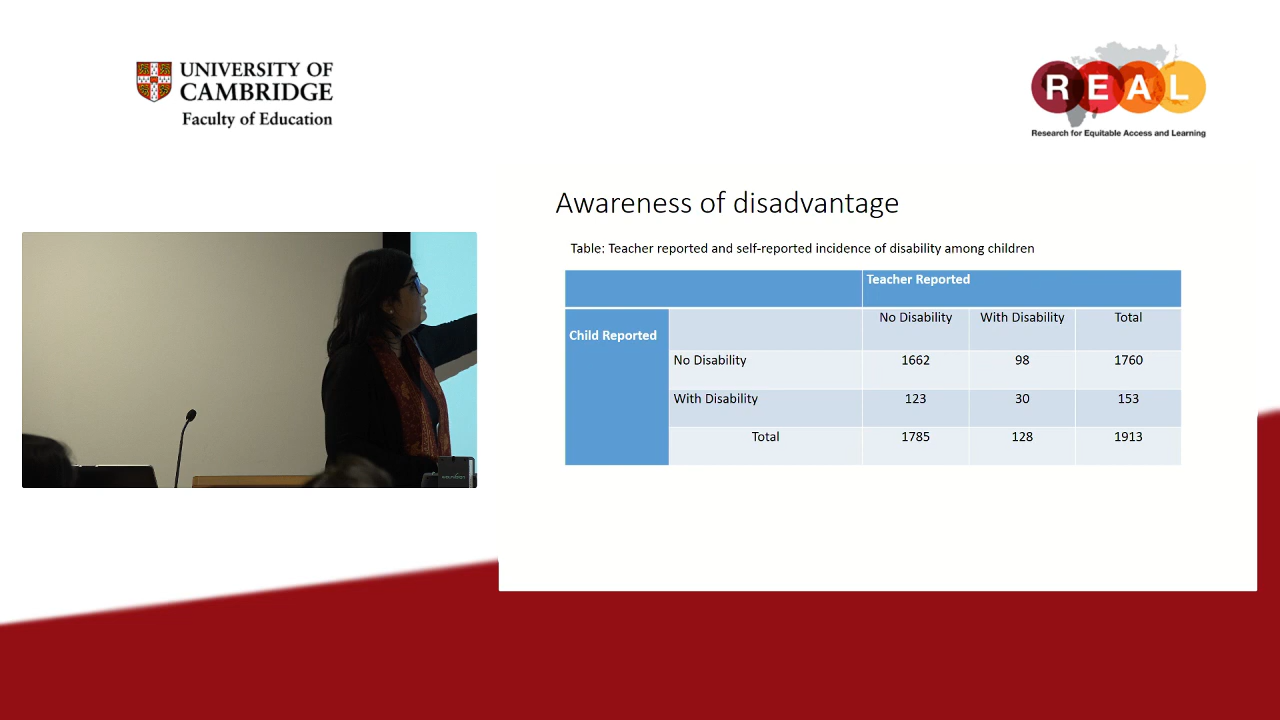 UNIVERSITY OF
CAMBRIDGE
Faculty of Education
REAL
Research for Equitable Access and Learning
Awareness of disadvantage
Table: Teacher reported and self-reported incidence of disability among children
Teacher Reported
Child Reported
No Disability With Disability Total
No Disability 1662 98 1760
With Disability 123 30 153
Total 1785 128 1913